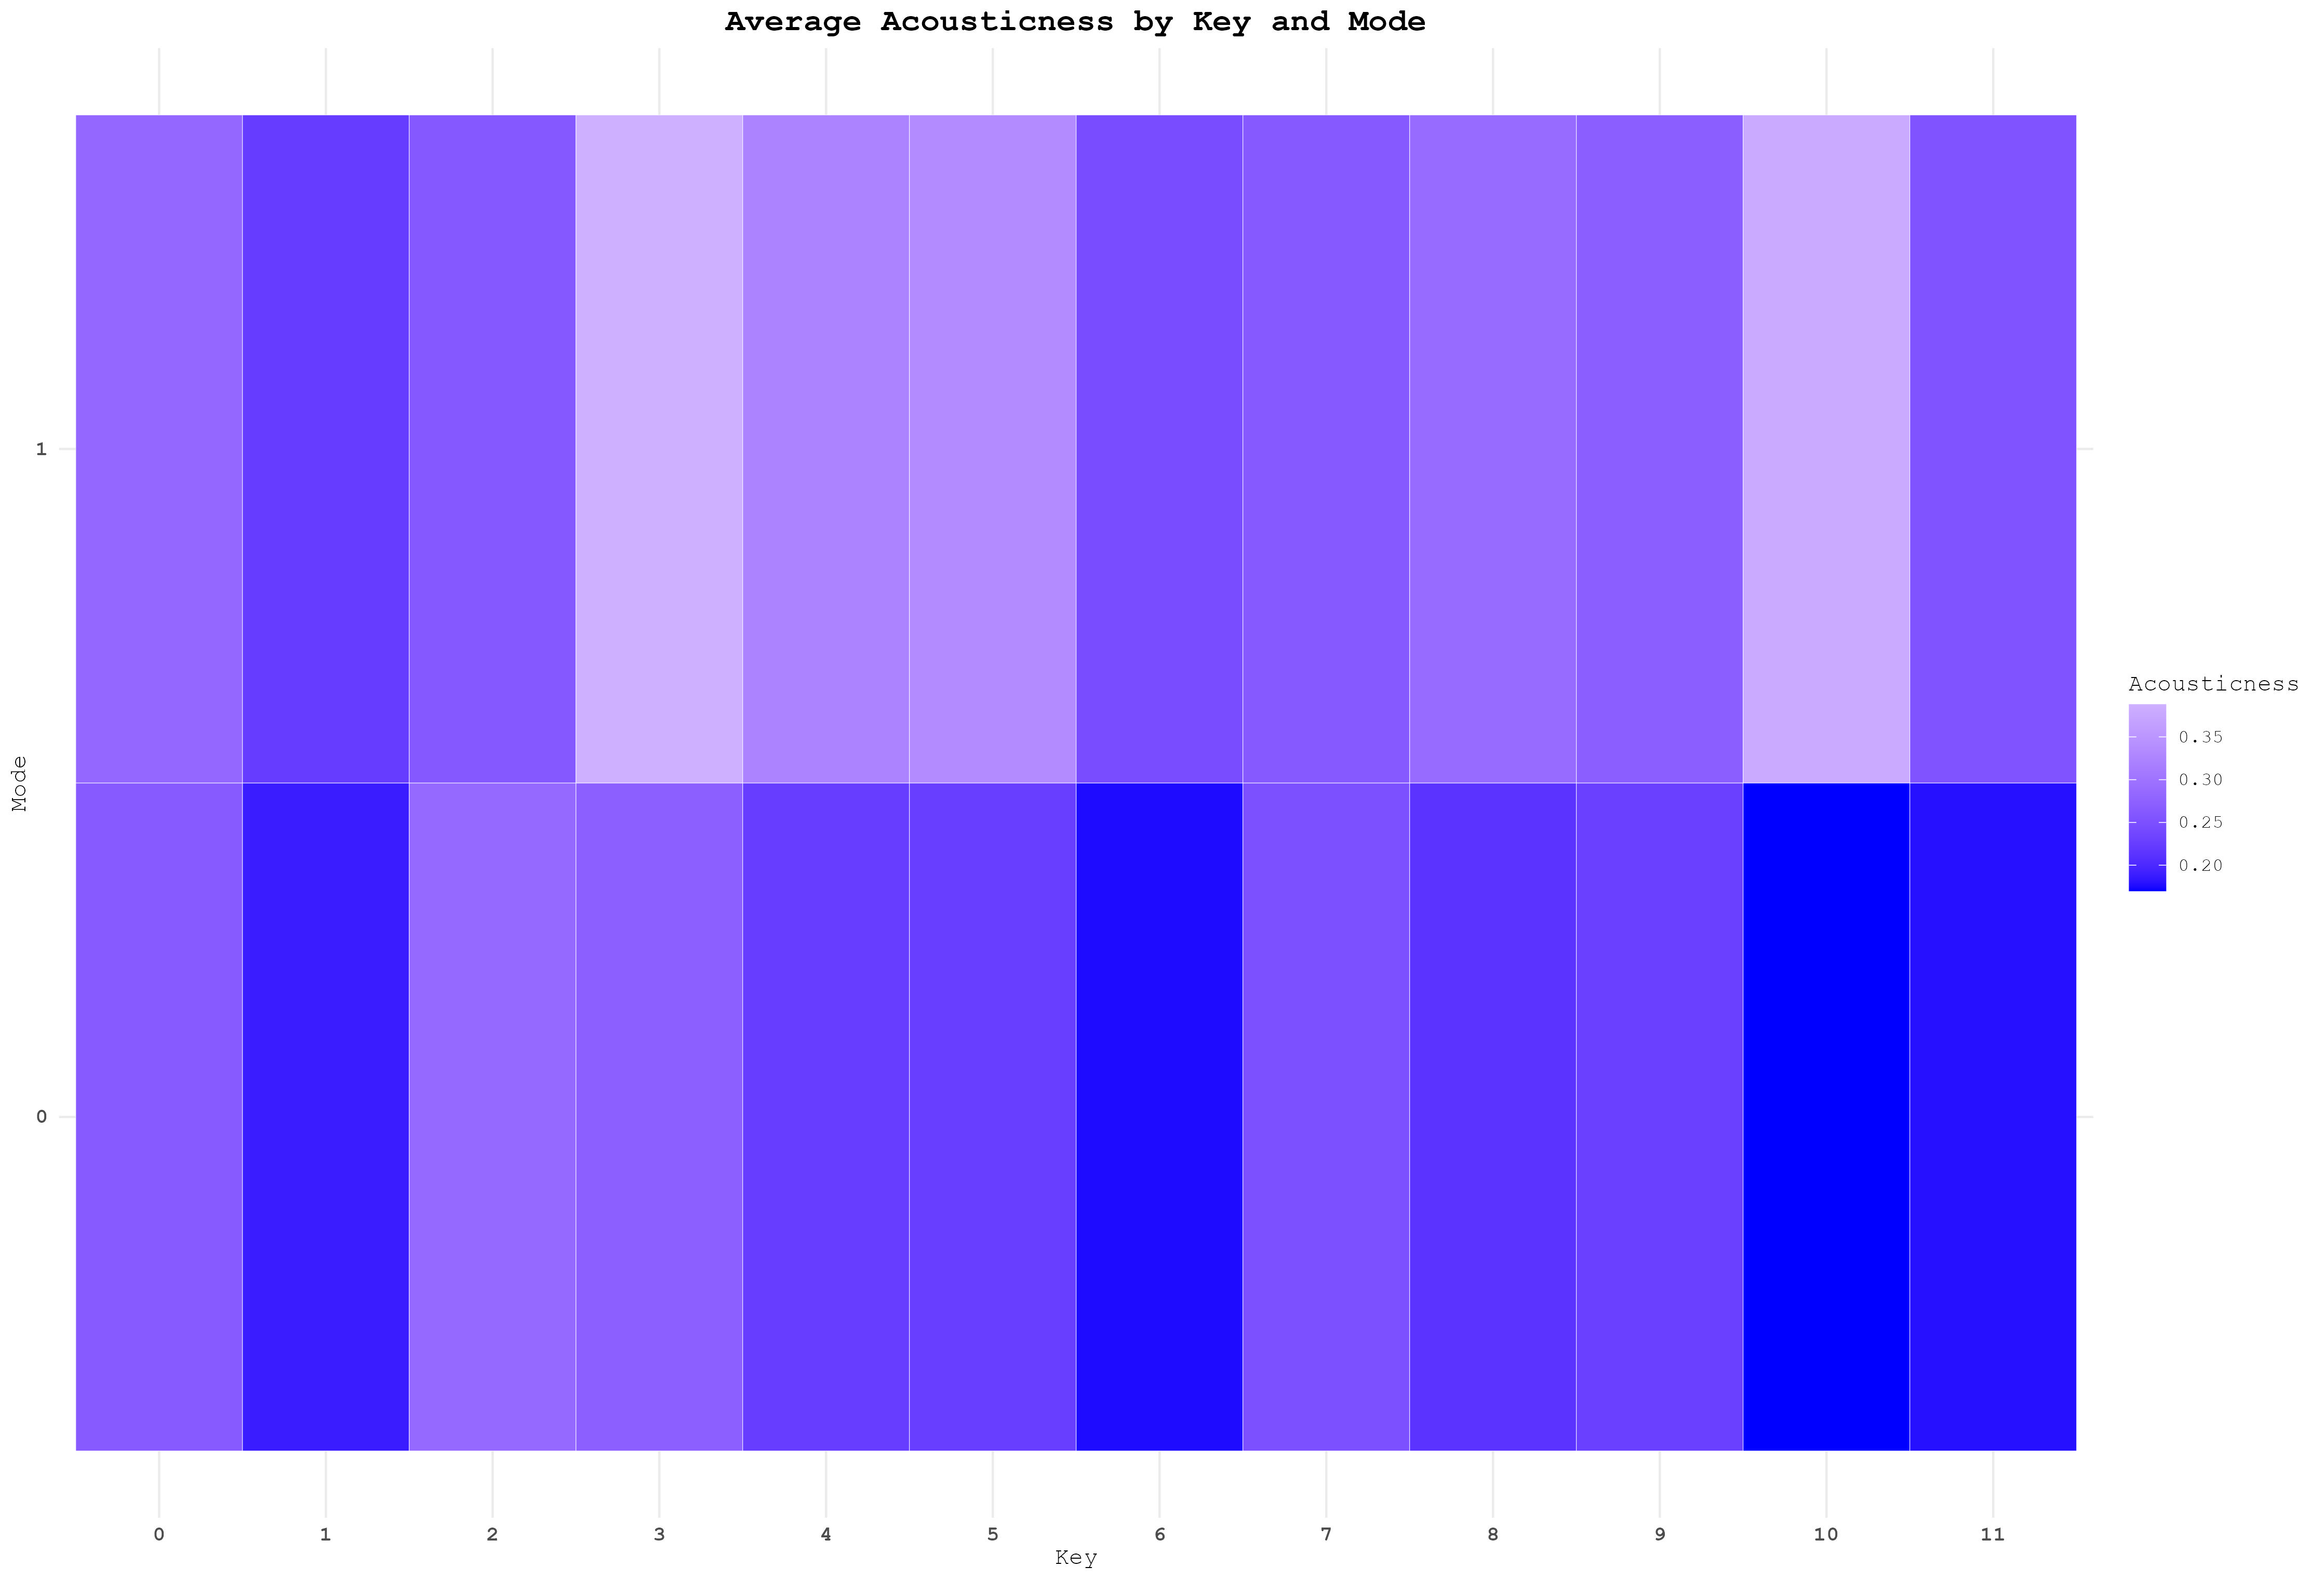 Average Acousticness by Key and Mode
1
0
Mode
0 1 2 3 4 5 6 7 8 9 10 11
Key
Acousticness
0.35
0.30
0.25
0.20